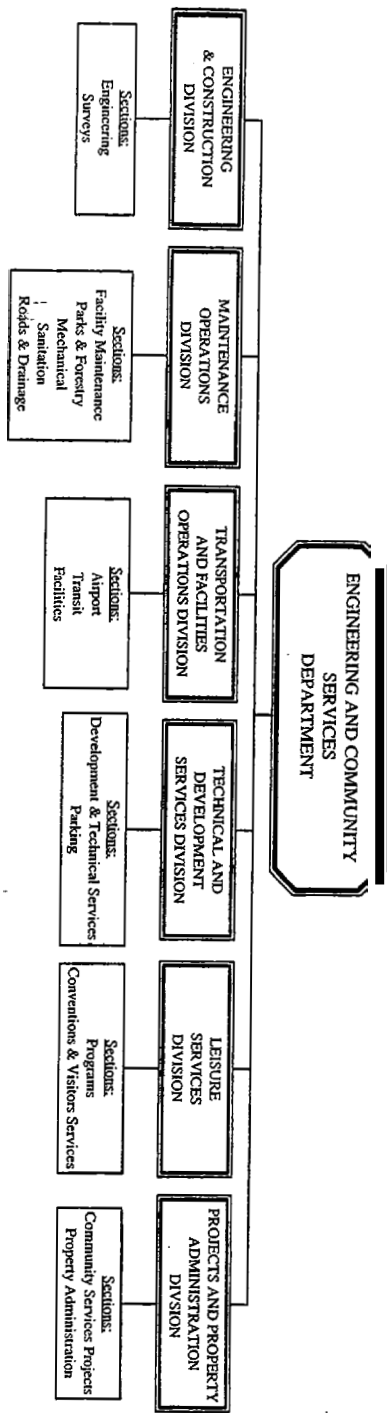 ENGINEERING AND COMMUNITY
SERVICES
DEPARTMENT
ENGINEERING
& CONSTRUCTION
DIVISION
Sections:
Engineering
Surveys
MAINTENANCE
OPERATIONS
DIVISION
Sections:
Facility Maintenance
Parks & Forestry
Mechanical
Sanitation
Roads & Drainage
TRANSPORTATION
AND FACILITIES
OPERATIONS DIVISION
Sections:
Airport
Transit
Facilities
TECHNICAL AND
DEVELOPMENT
SERVICES DIVISION
Sections:
Development & Technical Services
Parking
LEISURE
SERVICES
DIVISION
Sections:
Programs
Conventions & Visitors Services
PROJECTS AND PROPERTY
ADMINISTRATION
DIVSION
Sections:
Community Services Projects
Property Administration